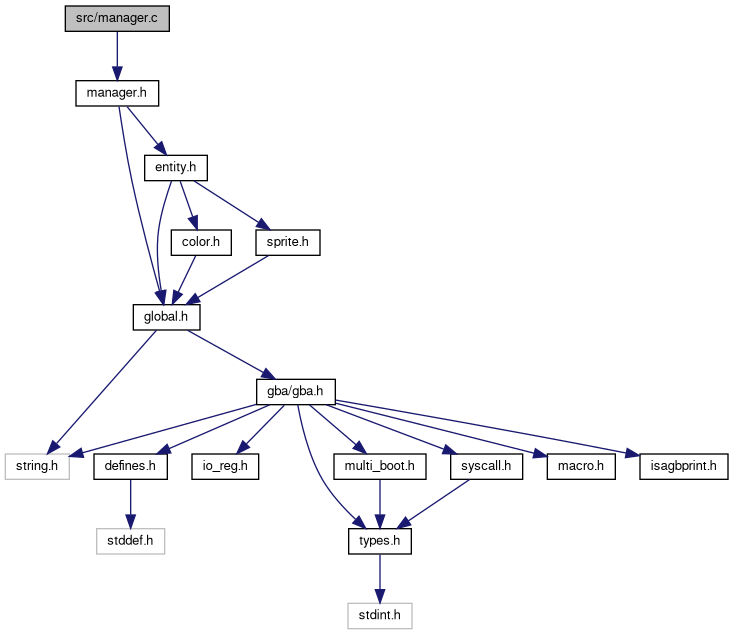 src/manager.c
manager.h
entity.h
color.h
sprite.h
global.h
gba/gba.h
string.h
defines.h
io_reg.h
multi_boot.h
syscall.h
macro.h
isagbprint.h
stddef.h
types.h
stdint.h